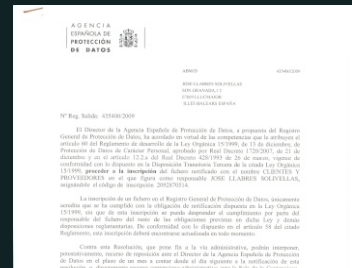 AGENCIA
ESPAÑOLA DE
PROTECCIÓN
DE DATOS
JOSE LLABRES SOLIVELLAS
ILLES BALEARS ESPAÑA
Nº Reg. Salida
El Director de la Agencia Española de Protección de Datos, a propuesta del Registro
General de Protección de Datos, ha acordado en virtud de las competencias que le atribuyen el
artículo 60 del Reglamento de desarrollo de la Ley Orgánica 15/1999, de 13 de diciembre, de
Protección de Datos de Carácter Personal, aprobado por Real Decreto 1720/2007, de 21 de
diciembre y en el artículo 12.2.a del Real Decreto 428/1993 de 26 de marzo, vigente de
conformidad con lo dispuesto en la Disposición Transitoria Tercera de la citada Ley Orgánica
15/1999, proceder a la inscripción del fichero notificado con el nombre CLIENTES Y
PROVEEDORES en el que figura como responsable JOSE LLABRES SOLIVELLAS,
asignándole el código de inscripción: 2092870514.
La inscripción de un fichero en el Registro General de Protección de Datos, únicamente
acredita que se ha cumplido con la obligación de notificación dispuesta en la Ley Orgánica
15/1999, sin que de esta inscripción se pueda desprender el cumplimiento por parte del
responsable del fichero del resto de las obligaciones previstas en dicha Ley y demás
disposiciones reglamentarias. De conformidad con lo dispuesto en el artículo 58 del citado
Reglamento, esta inscripción deberá encontrarse actualizada en todo momento.
Contra esta Resolución, que pone fin a la vía administrativa, podrán interponer,
potestativamente, recurso de reposición ante el Director de la Agencia Española de Protección
de Datos en el plazo de un mes a contar desde el día siguiente a la notificación de esta